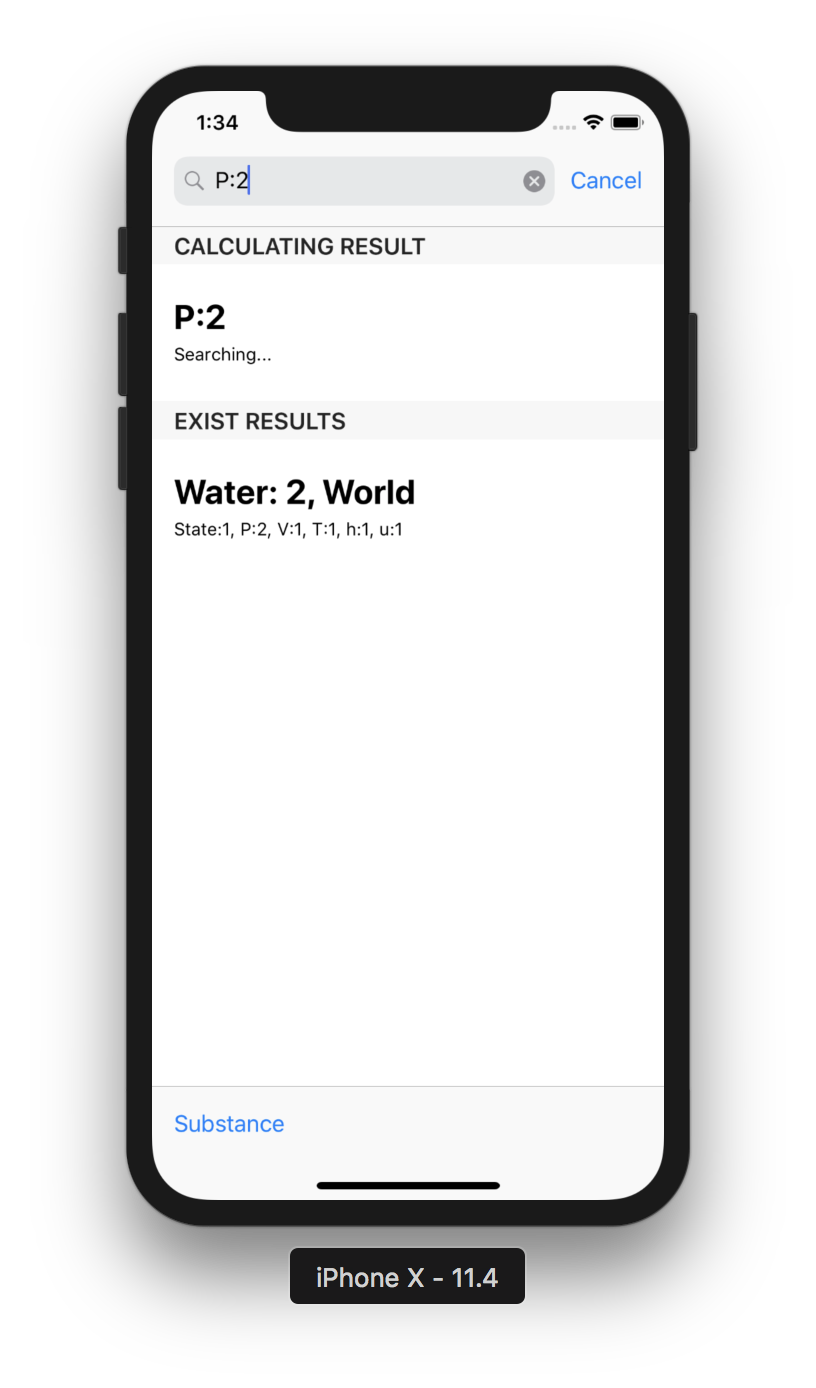 1:34
P:2
Cancel
CALCULATING RESULT
P:2
Searching...
EXIST RESULTS
Water: 2, World
State:1, P:2, V:1, T:1, h:1, u:1
Substance
iPhone X - 11.4